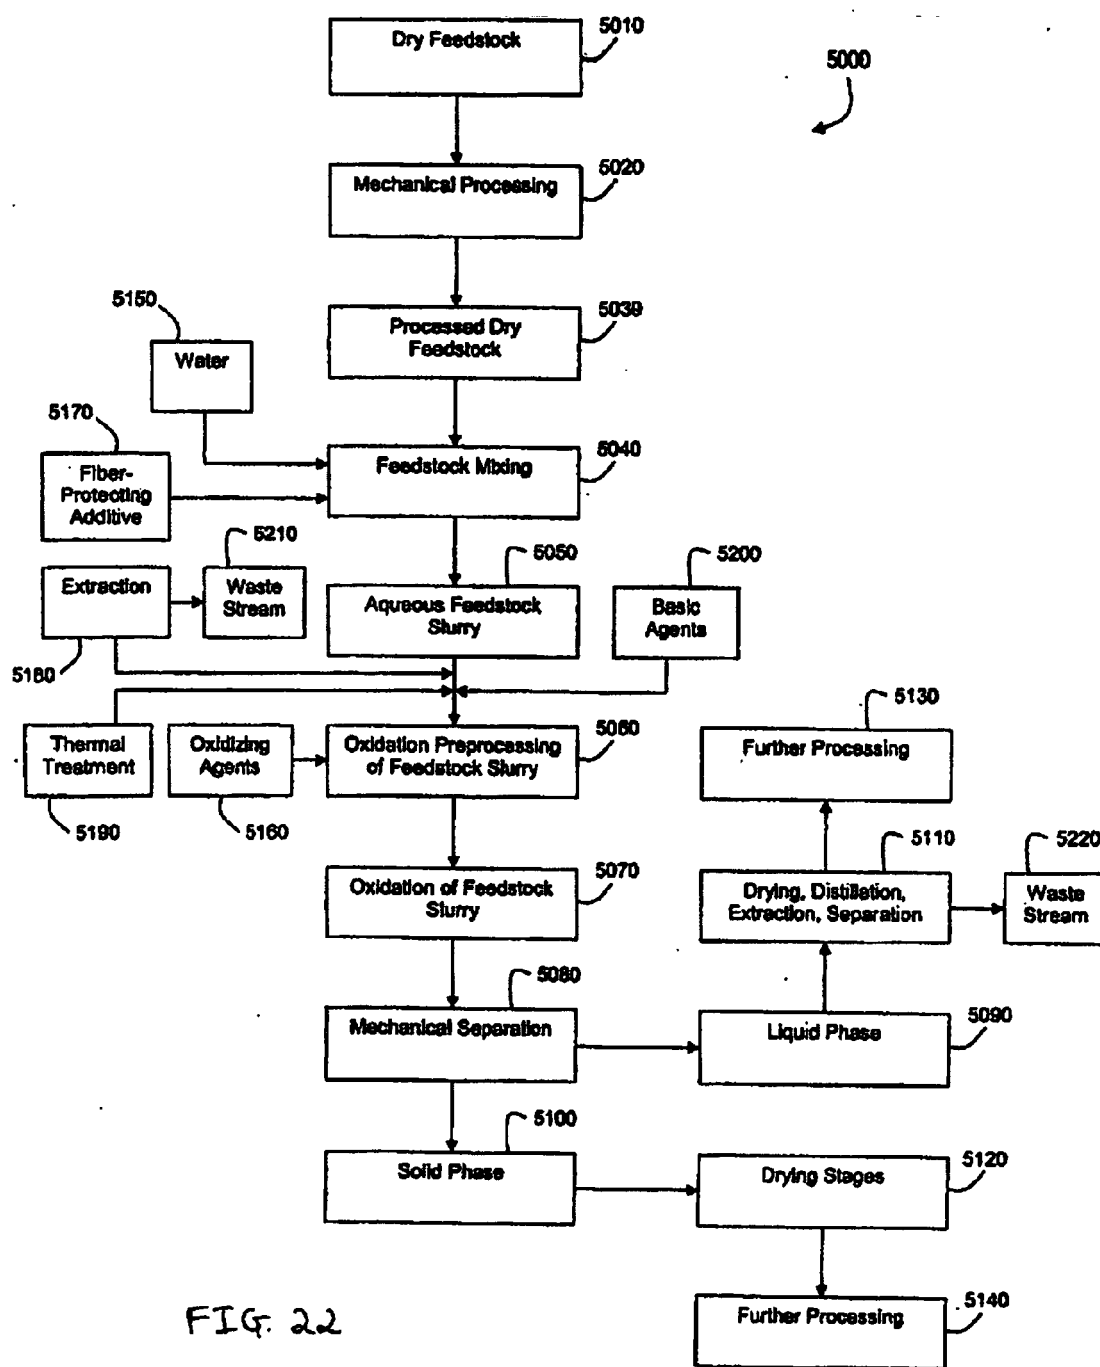 Dry Feedstock
5010
5000
Mechanical Processing
5020
Processed Dry
Feedstock
5030
5150
Water
5170
Fiber-
Protecting
Additive
Feedstock Mixing
5040
5210
Extraction
Waste
Stream
5180
5050
Aqueous Feedstock
Slurry
5200
Basic
Agents
Thermal
Treatment
5190
Oxidizing
Agents
5160
Oxidation Preprocessing
of Feedstock Slurry
5060
5130
Further Processing
Oxidation of Feedstock
Slurry
5070
5110
Drying, Distillation,
Extraction, Separation
5220
Waste
Stream
5080
Mechanical Separation
Liquid Phase
5090
5100
Solid Phase
Drying Stages
5120
Further Processing
5140
FIG. 22